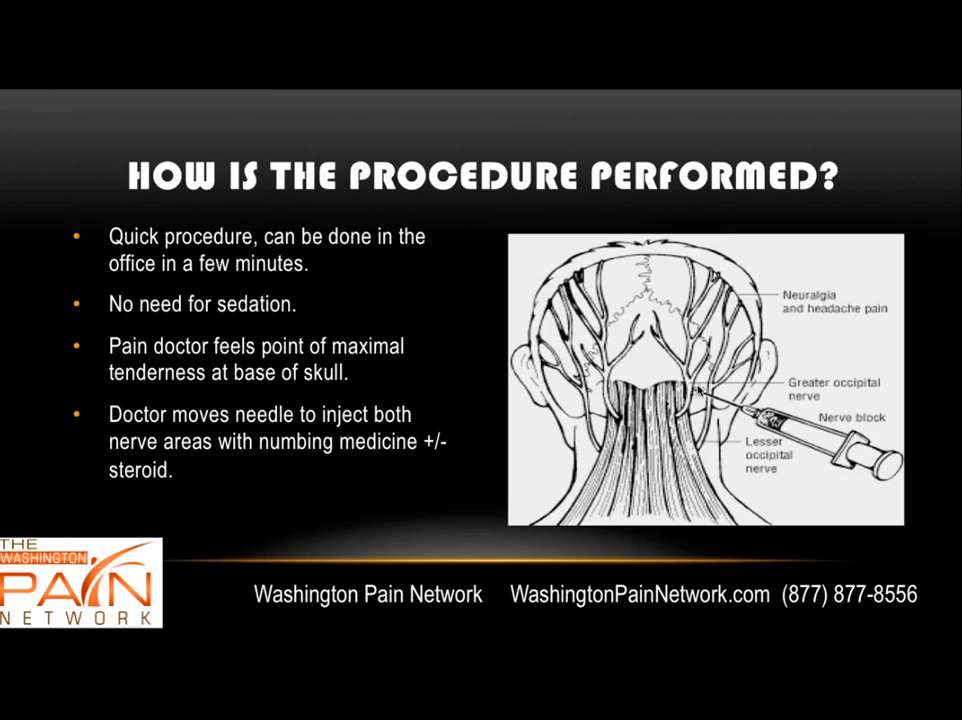 HOW IS THE PROCEDURE PERFORMED?
• Quick procedure, can be done in the
office in a few minutes.
• No need for sedation.
• Pain doctor feels point of maximal
tenderness at base of skull.
• Doctor moves needle to inject both
nerve areas with numbing medicine +/-
steroid.
Neuralgia
and headache pain
Greater occipital
nerve
Nerve block
Lesser
occipital
nerve
THE
WASHINGTON
PAIN
NETWORK
Washington Pain Network WashingtonPainNetwork.com (877) 877-8556